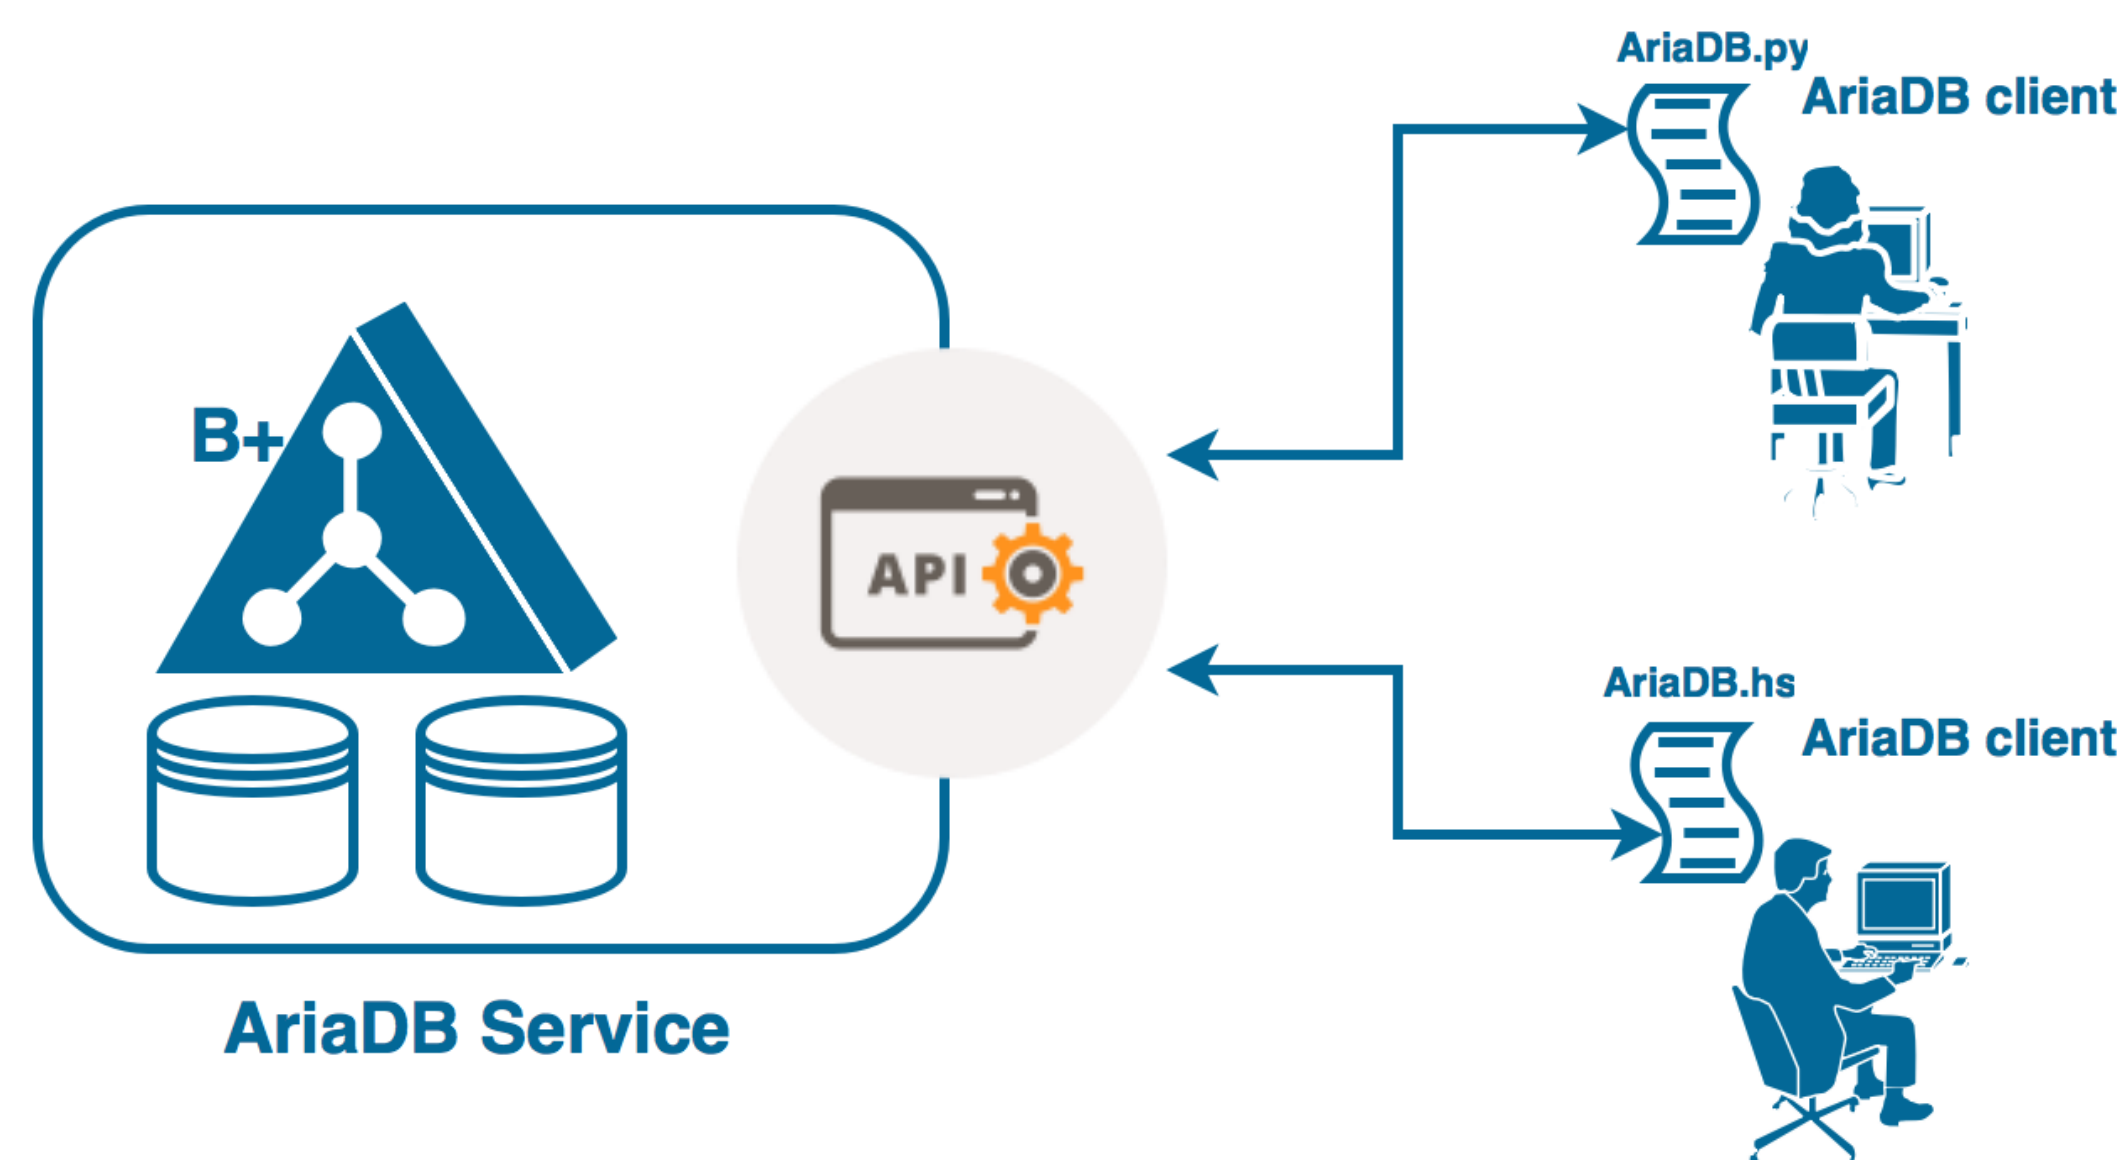 AriaDB.py
AriaDB client
B+
API
AriaDB.hs
AriaDB client
AriaDB Service